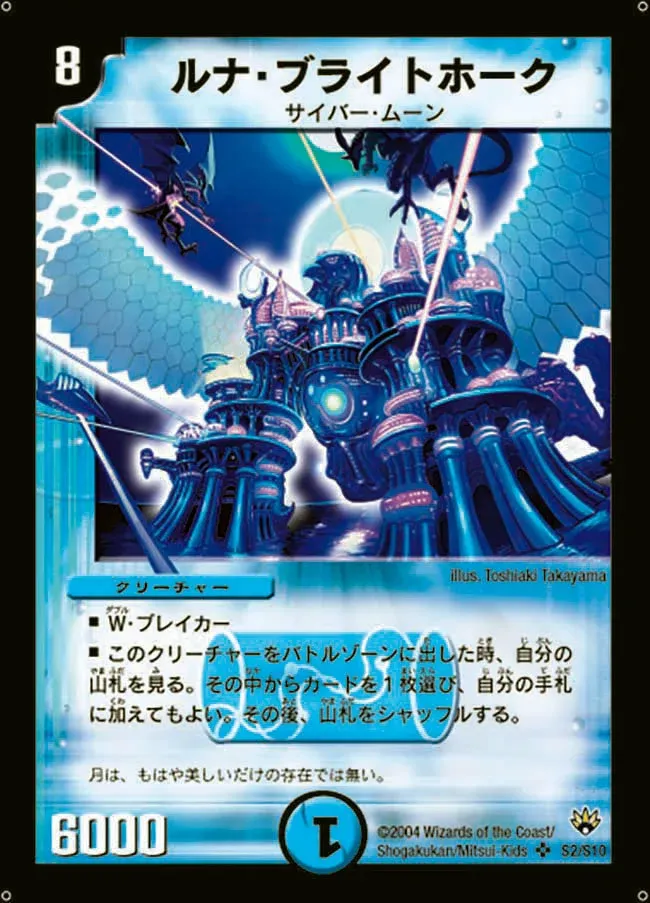 8
ルナ・ブライトホーク
サイバー・ムーン
illus. Toshiaki Takayama
クリーチャー
■ W・ブレイカー
■ このクリーチャーをバトルゾーンに出した時、自分の
山札を見る。その中からカードを1枚選び、自分の手札
に加えてもよい。その後、山札をシャッフルする。
月は、もはや美しいだけの存在では無い。
6000
1
©2004 Wizards of the Coast/
Shogakukan/Mitsui-Kids S2/S10